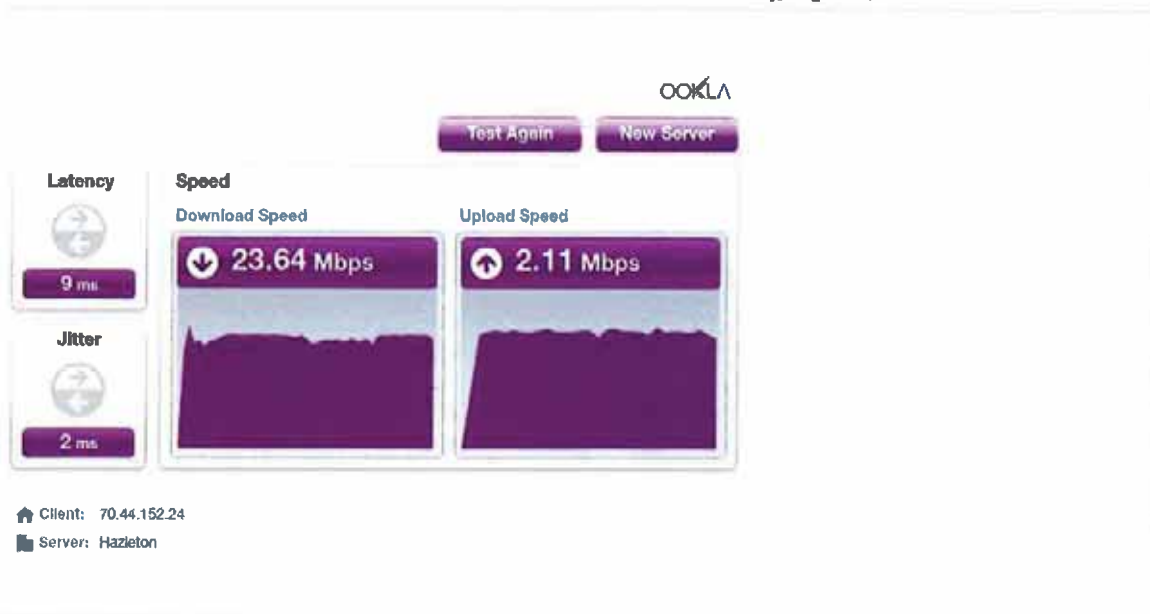 OOKLA
Test Again New Server
Latency Speed
Download Speed Upload Speed
23.64 Mbps 2.11 Mbps
9 ms
Jitter
2 ms
Client: 70.44.152.24
Server: Hazleton